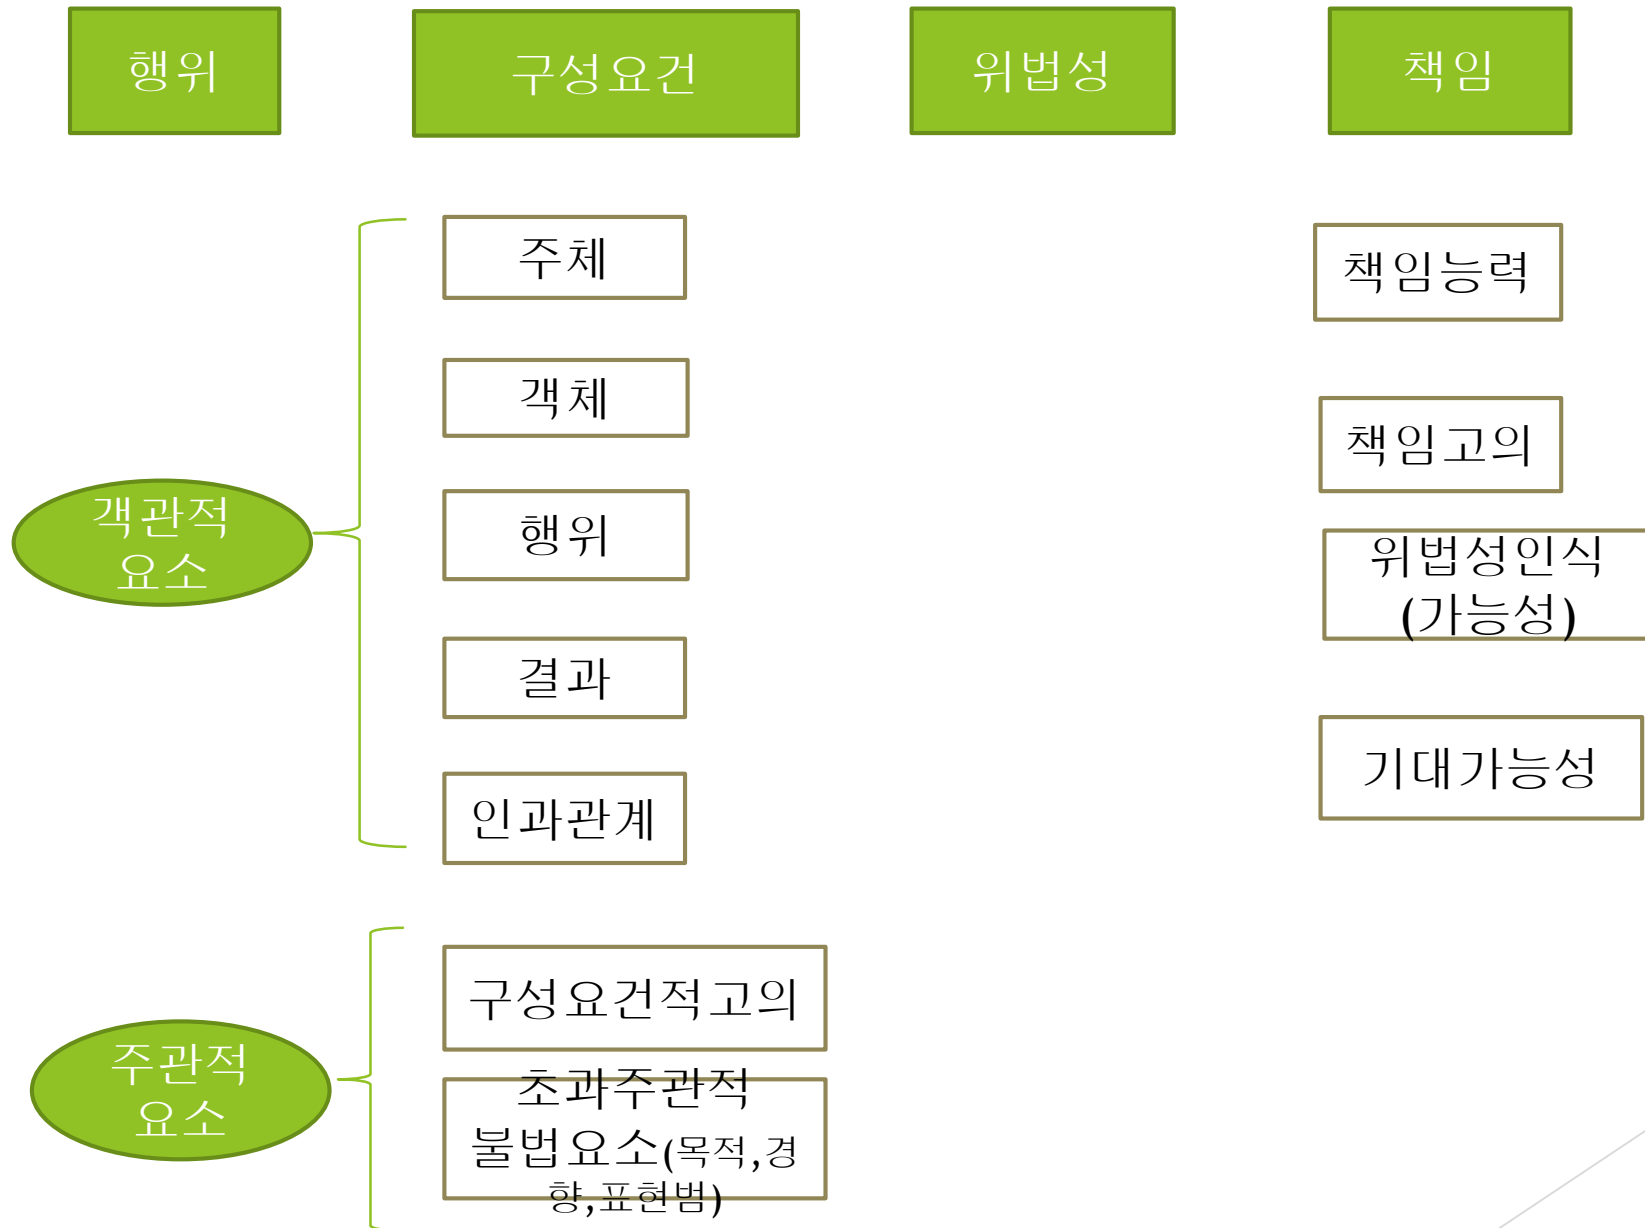 행위
구성요건
위법성
책임
객관적
요소
주체
객체
행위
결과
인과관계
주관적
요소
구성요건적고의
초과주관적
불법요소(목적,경
향,표현범)
책임능력
책임고의
위법성인식
(가능성)
기대가능성